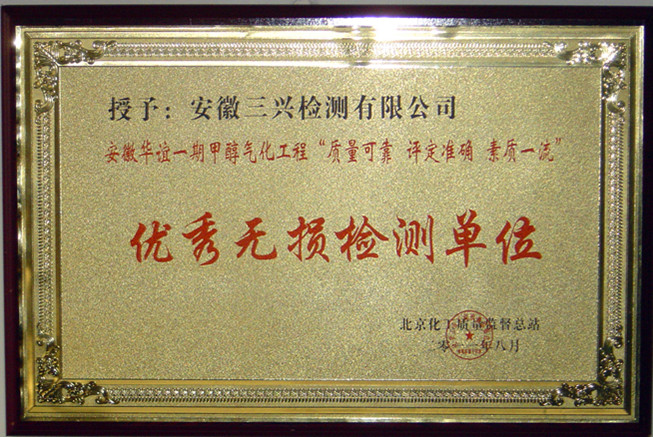 授予：安徽三兴检测有限公司
安徽华谊一期甲醇气化工程“质量可靠 评定准确 素质一流”
优秀无损检测单位
北京化工质量监督总站
二〇一一年八月